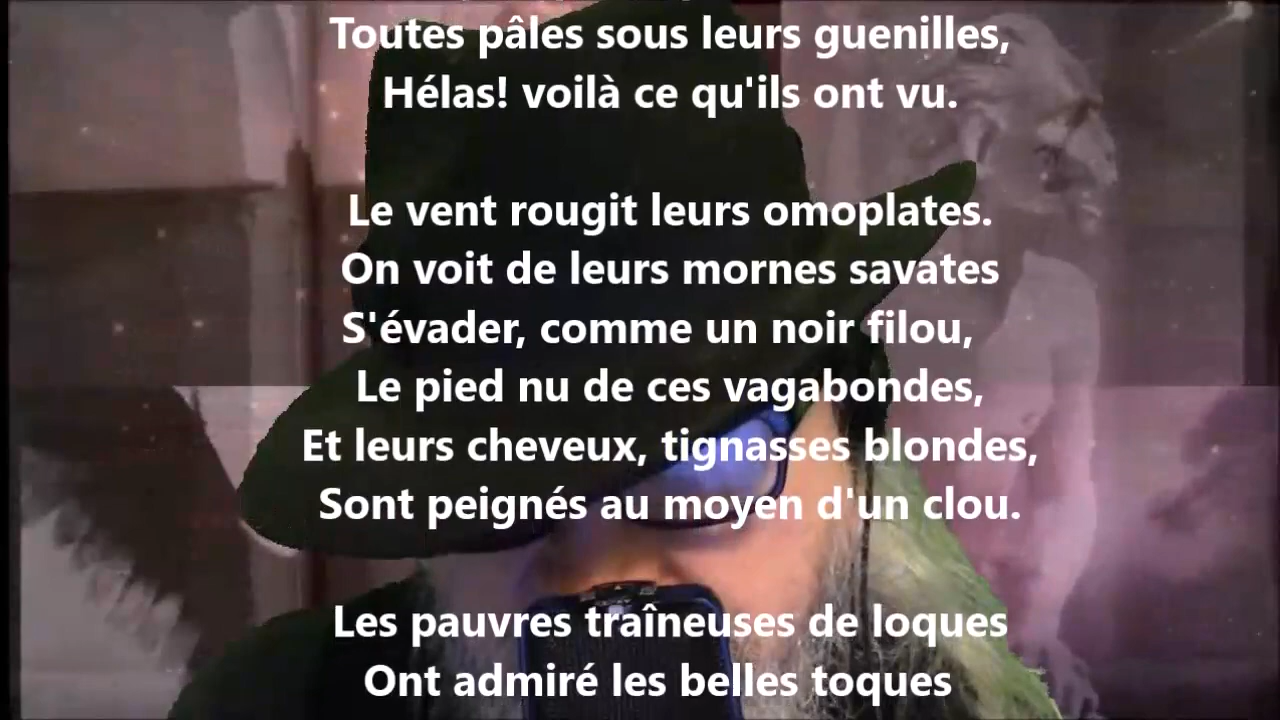 Toutes pâles sous leurs guenilles,
Hélas! voilà ce qu'ils ont vu.
Le vent rougit leurs omoplates.
On voit de leurs mornes savates
S'évader, comme un noir filou,
Le pied nu de ces vagabondes,
Et leurs cheveux, tignasses blondes,
Sont peignés au moyen d'un clou.
Les pauvres traîneuses de loques
Ont admiré les belles toques